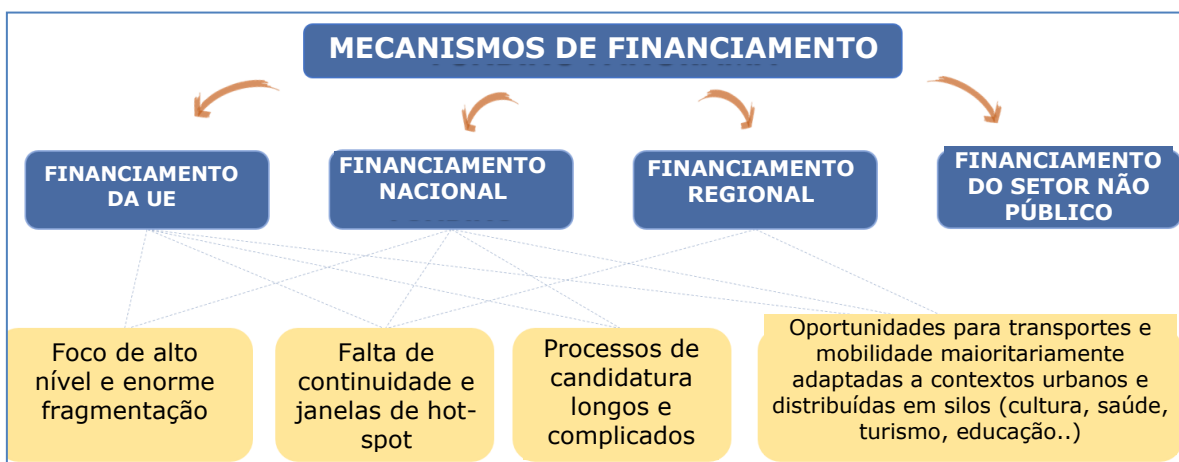 MECANISMOS DE FINANCIAMENTO
FINANCIAMENTO
DA UE
FINANCIAMENTO
NACIONAL
FINANCIAMENTO
REGIONAL
FINANCIAMENTO
DO SETOR NÃO
PÚBLICO
Foco de alto
nível e enorme
fragmentação
Falta de
continuidade e
janelas de hot-
spot
Processos de
candidatura
longos e
complicados
Oportunidades para transportes e
mobilidade maioritariamente
adaptadas a contextos urbanos e
distribuídas em silos (cultura, saúde,
turismo, educação..)